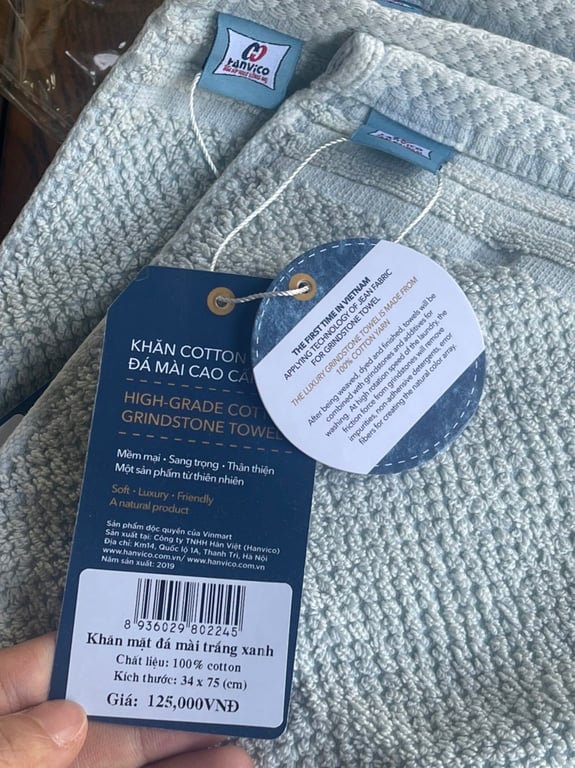 Hanvico
KHĂN COTTON
ĐÁ MÀI CAO CẤP
HIGH-GRADE COTT
GRINDSTONE TOWEL
Mềm mại • Sang trọng • Thân thiện
Một sản phẩm từ thiên nhiên
Soft • Luxury • Friendly
A natural product
Sản phẩm độc quyền của Vinmart
Sản xuất tại: Công ty TNHH Hàn Việt (Hanvico)
Địa chỉ: Km14, Quốc lộ 1A, Thanh Trì, Hà Nội
www.hanvico.com.vn/ www.hanvico.com.vn
Năm sản xuất: 2019
8 936029 802245
Khăn mặt đá mài trắng xanh
Chất liệu: 100% cotton
Kích thước: 34 x 75 (cm)
Giá: 125,000VNĐ
THE FIRST TIME IN VIETNAM
APPLYING TECHNOLOGY OF JEAN FABRIC
FOR GRINDSTONE TOWEL
THE LUXURY GRINDSTONE TOWEL IS MADE FROM
100% COTTON YARN
After being weaved, dyed and finished, towels will be
combined with grindstones and additives for
washing. At high rotation speed of the laundry, the
friction force from grindstones will remove
impurities, non-adhesive detergents, error
fibers for creating the natural color array.